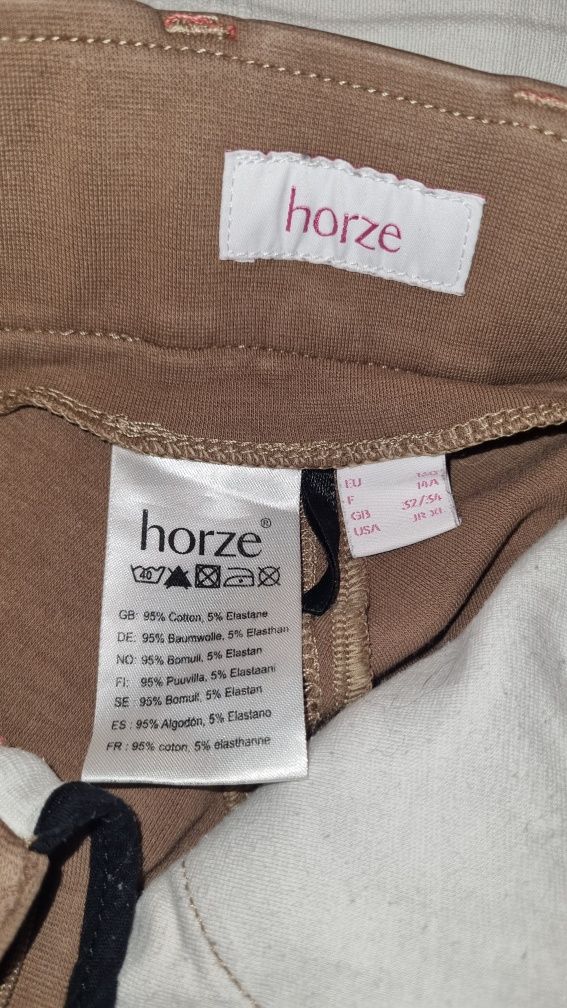 horze
EU
F 14A
GB 32/34
USA JR XL
horze®
40
GB: 95% Cotton, 5% Elastane
DE: 95% Baumwolle, 5% Elasthan
NO: 95% Bomull, 5% Elastan
FI: 95% Puuvilla, 5% Elastaani
SE : 95% Bomull, 5% Elastan
ES : 95% Algodón, 5% Elastano
FR : 95% coton, 5% elasthanne